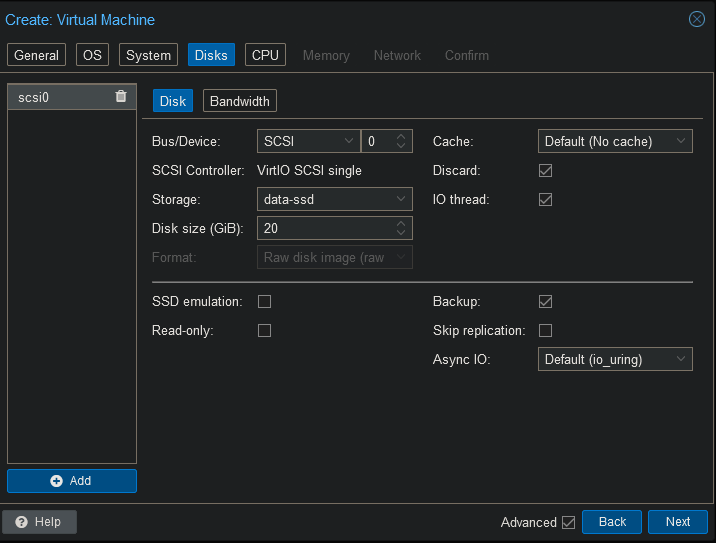 Create: Virtual Machine
General OS System Disks CPU Memory Network Confirm
scsi0
Disk Bandwidth
Bus/Device: SCSI 0 Cache: Default (No cache)
SCSI Controller: VirtIO SCSI single Discard:
Storage: data-ssd IO thread:
Disk size (GiB): 20
Format: Raw disk image (raw
SSD emulation: Backup:
Read-only: Skip replication:
Async IO: Default (io_uring)
Add
Help Advanced Back Next